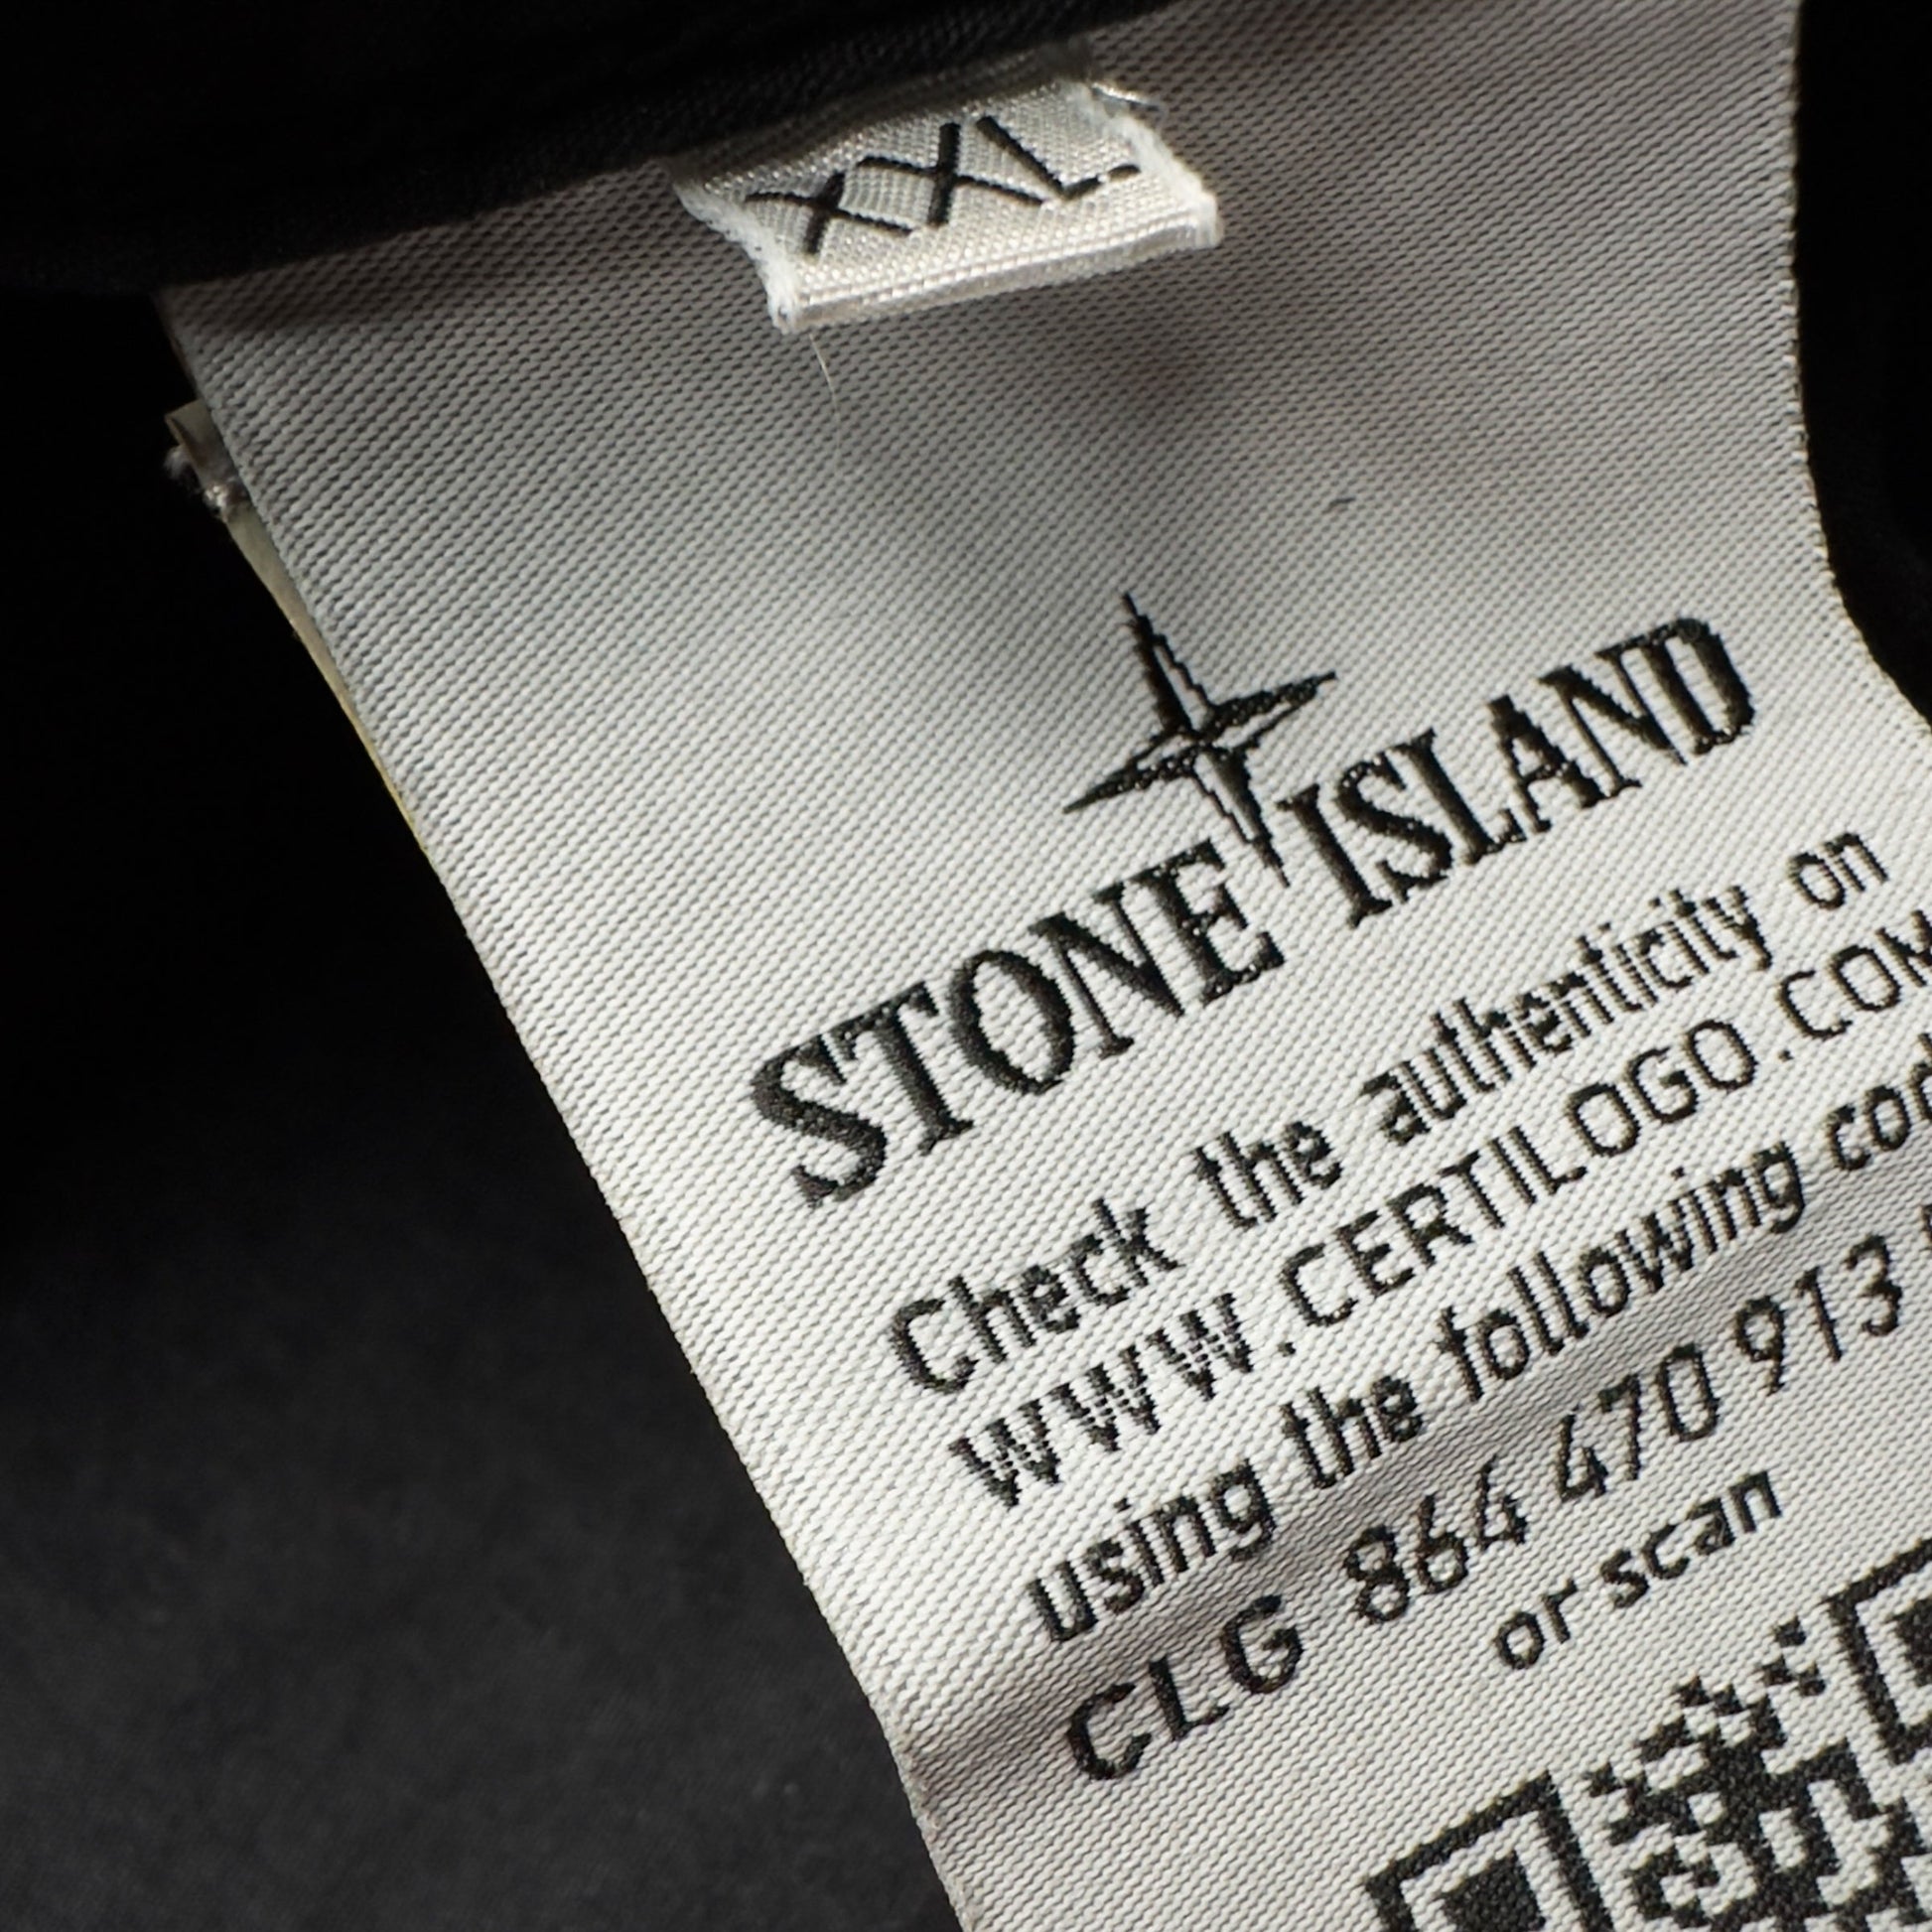 XXL
STONE ISLAND
Check the authenticity on
WWW.CERTILOGO.COM
using the following
CLG 864 470 913
or scan